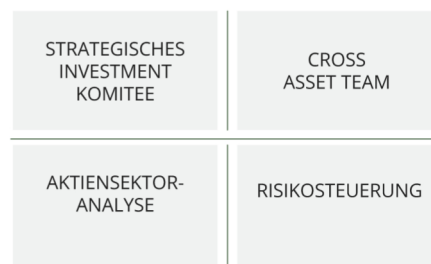 STRATEGISCHES
INVESTMENT
KOMITEE
CROSS
ASSET TEAM
AKTIENSEKTOR-
ANALYSE
RISIKOSTEUERUNG